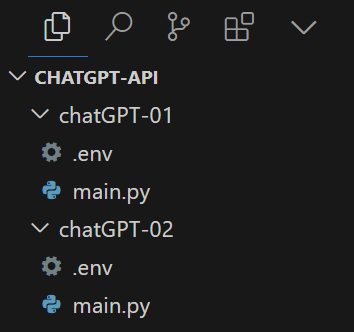 CHATGPT-API
chatGPT-01
.env
main.py
chatGPT-02
.env
main.py